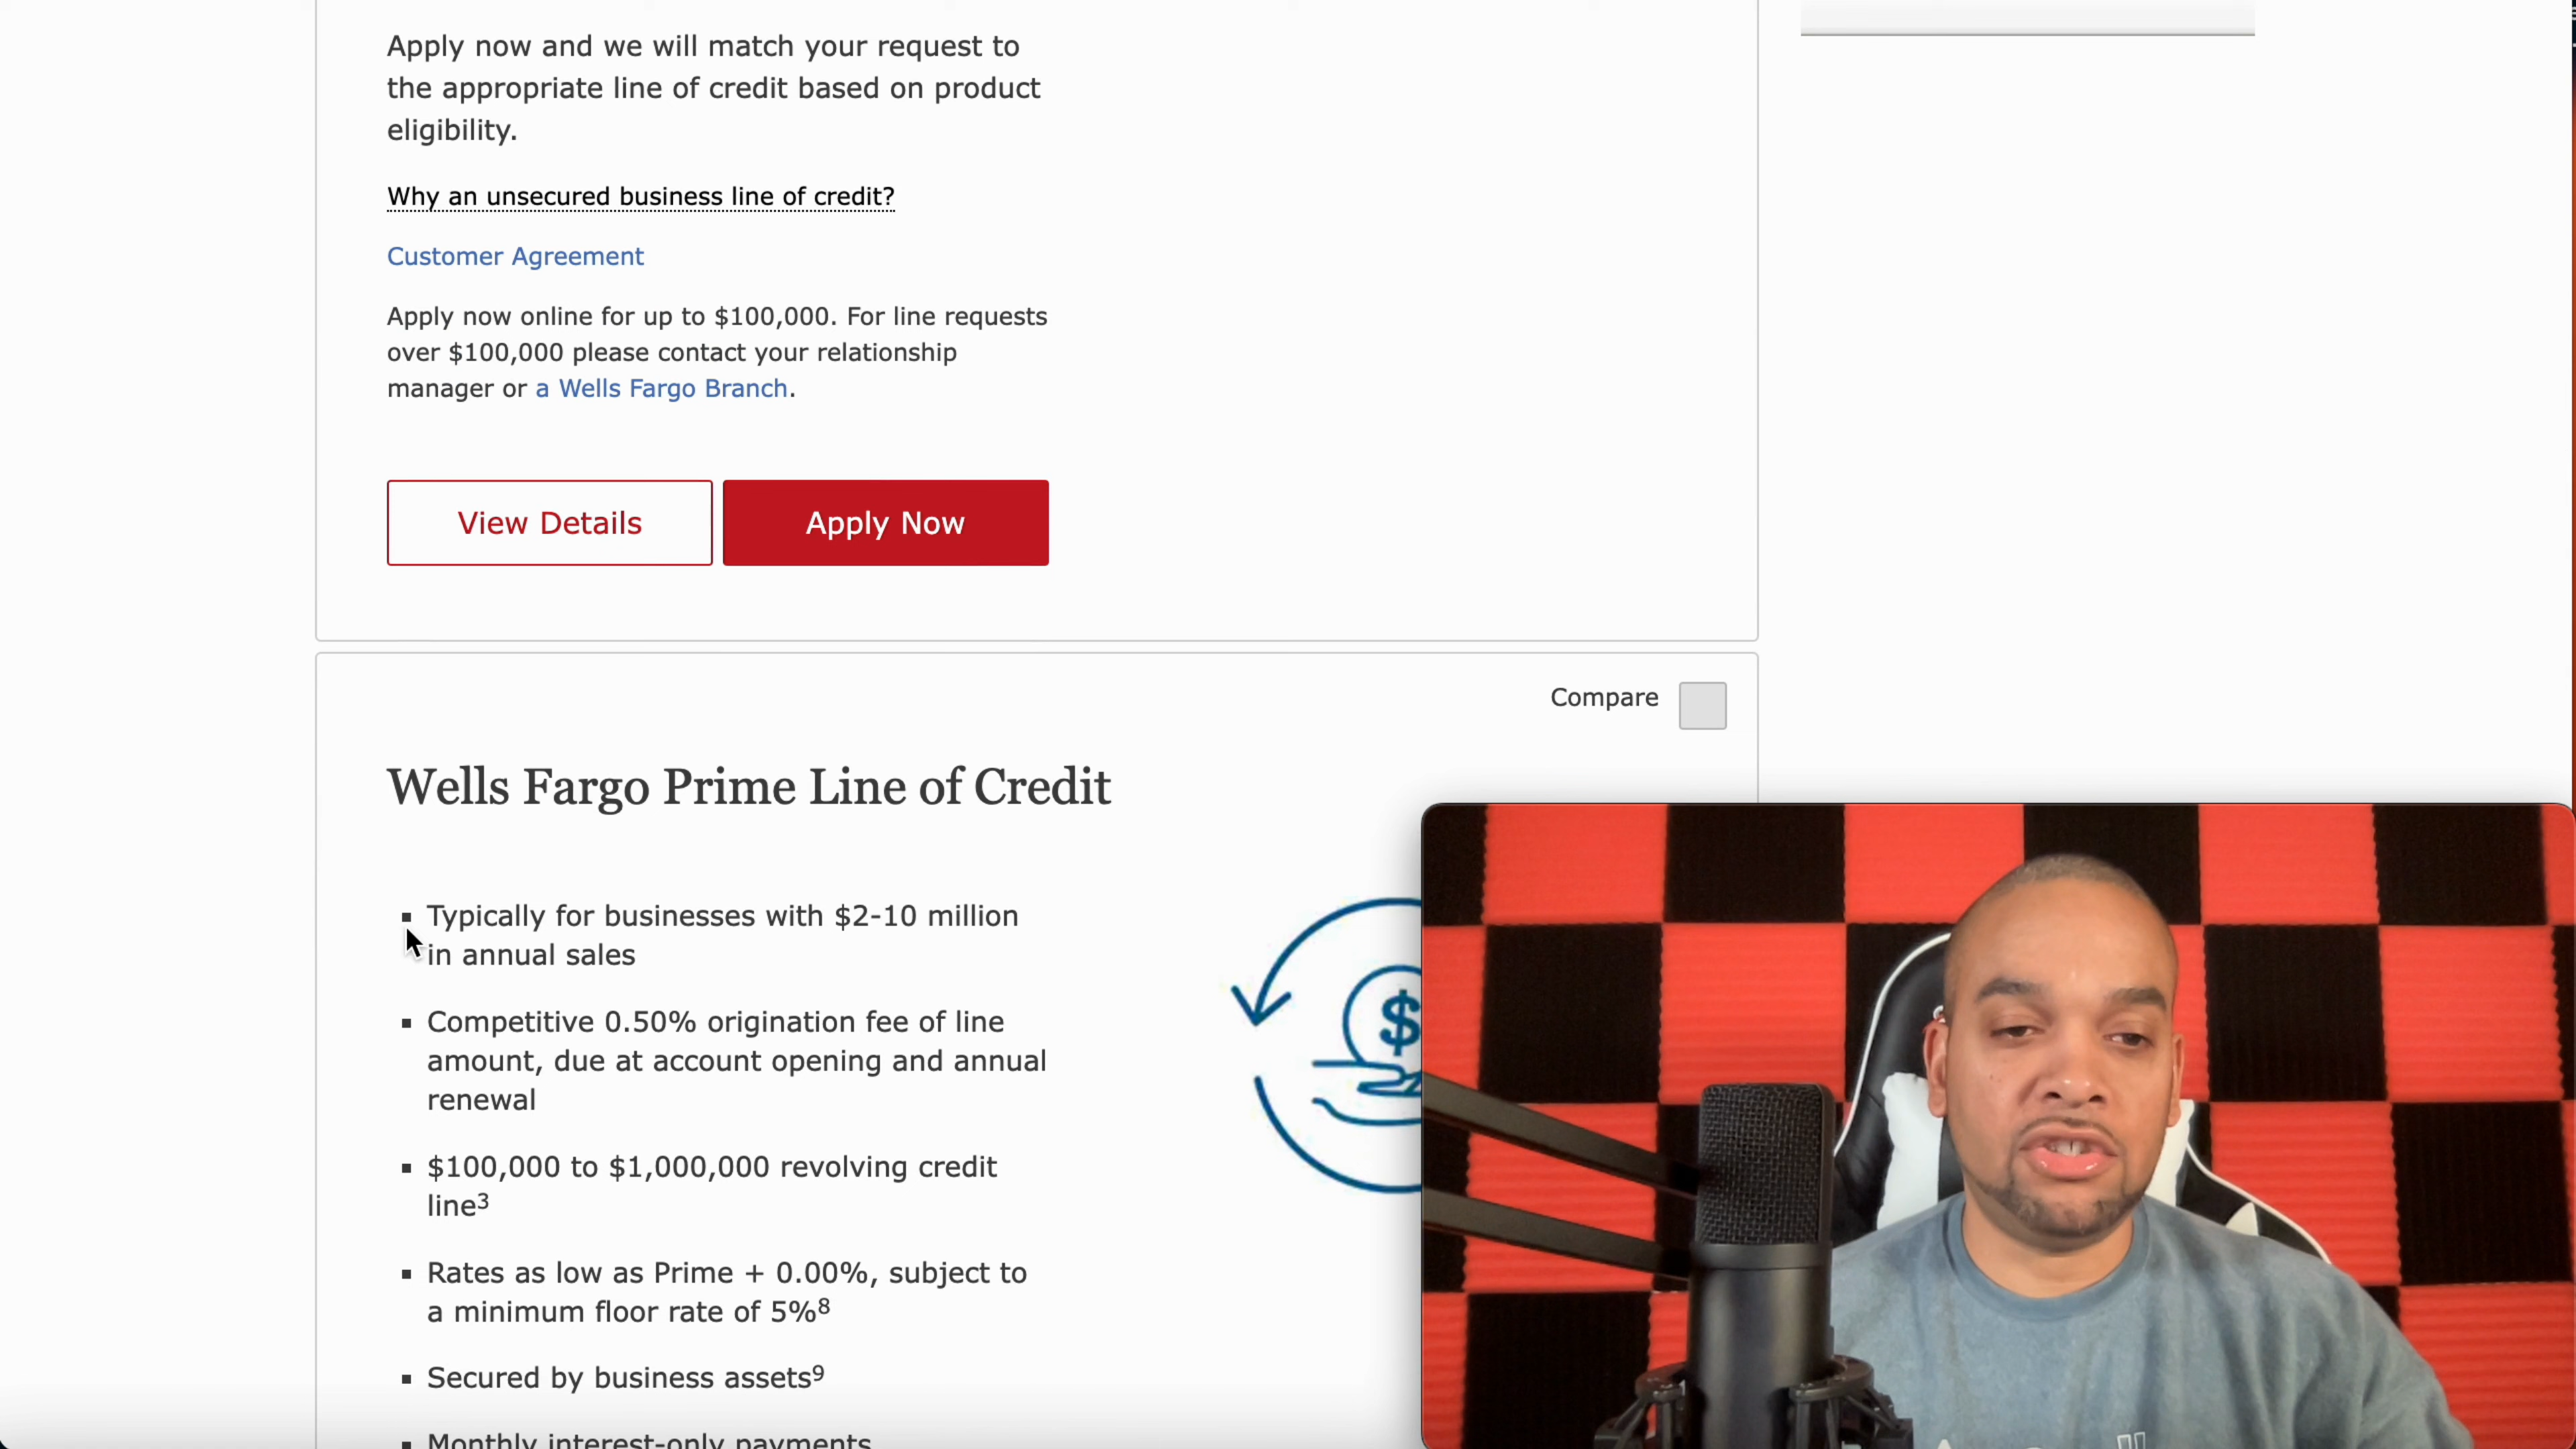 Apply now and we will match your request to
the appropriate line of credit based on product
eligibility.
Why an unsecured business line of credit?
Customer Agreement
Apply now online for up to $100,000. For line requests
over $100,000 please contact your relationship
manager or a Wells Fargo Branch.
View Details
Apply Now
Compare
Wells Fargo Prime Line of Credit
▪ Typically for businesses with $2-10 million
in annual sales
▪ Competitive 0.50% origination fee of line
amount, due at account opening and annual
renewal
▪ $100,000 to $1,000,000 revolving credit
line³
▪ Rates as low as Prime + 0.00%, subject to
a minimum floor rate of 5%⁸
▪ Secured by business assets⁹
▪ Monthly interest-only payments
$